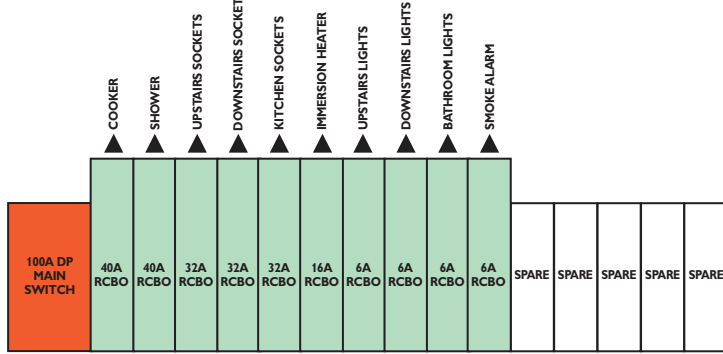 COOKER
SHOWER
UPSTAIRS SOCKETS
DOWNSTAIRS SOCKET
KITCHEN SOCKETS
IMMERSION HEATER
UPSTAIRS LIGHTS
DOWNSTAIRS LIGHTS
BATHROOM LIGHTS
SMOKE ALARM
100A DP
MAIN
SWITCH
40A
RCBO
40A
RCBO
32A
RCBO
32A
RCBO
32A
RCBO
16A
RCBO
6A
RCBO
6A
RCBO
6A
RCBO
6A
RCBO
SPARE
SPARE
SPARE
SPARE
SPARE